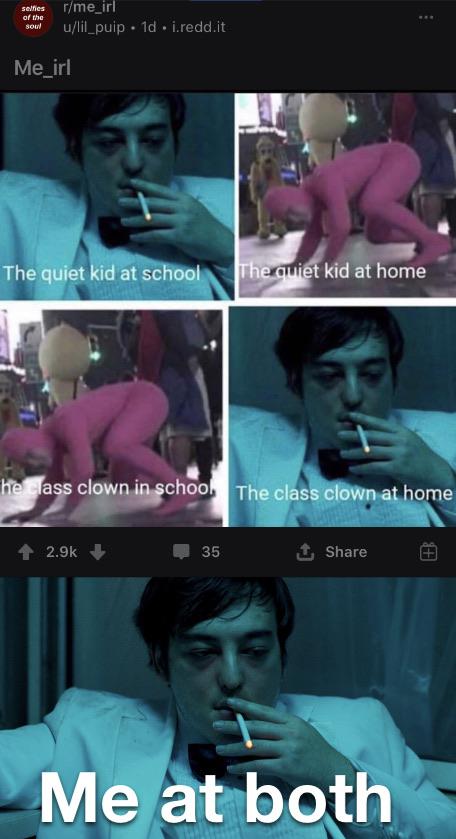 selfies
of the
soul
r/me_irl
u/lil_puip • 1d • i.redd.it
Me_irl
The quiet kid at school
The quiet kid at home
he class clown in school
The class clown at home
2.9k
35
Share
Me at both